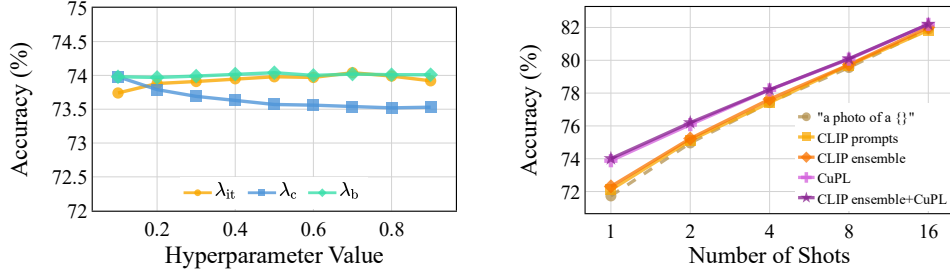 Accuracy (%)
75
74.5
74
73.5
73
72.5
72
λit
λc
λb
0.2
0.4
0.6
0.8
Hyperparameter Value
Accuracy (%)
82
80
78
76
74
72
"a photo of a {}"
CLIP prompts
CLIP ensemble
CuPL
CLIP ensemble+CuPL
1
2
4
8
16
Number of Shots